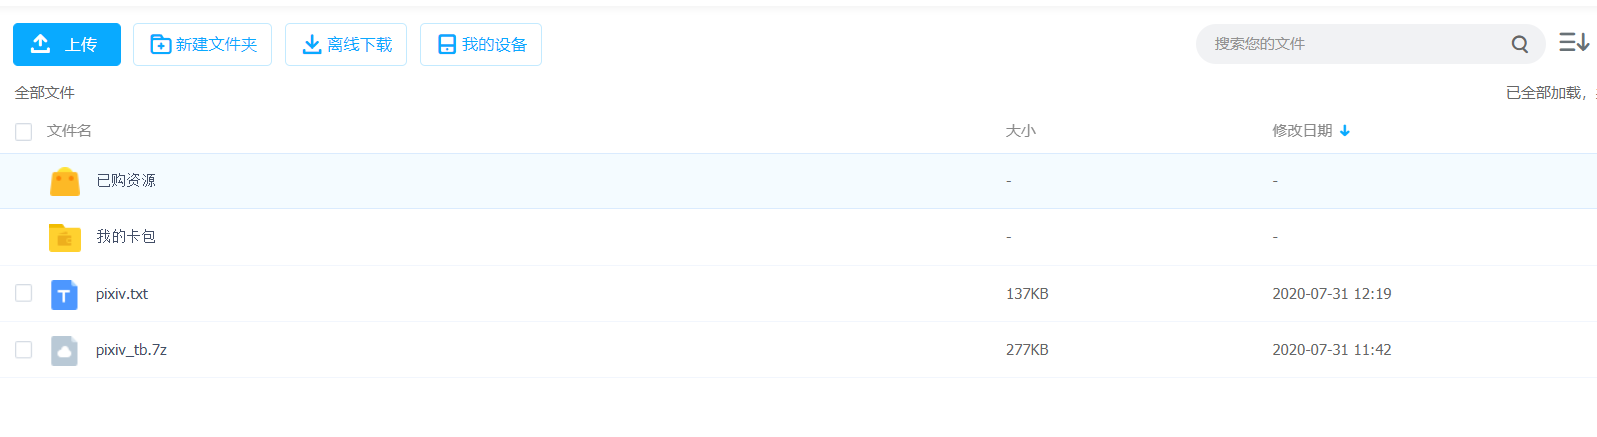 上传 新建文件夹 离线下载 我的设备 搜索您的文件
全部文件 已全部加载,
文件名 大小 修改日期
已购资源 - -
我的卡包 - -
pixiv.txt 137KB 2020-07-31 12:19
pixiv_tb.7z 277KB 2020-07-31 11:42